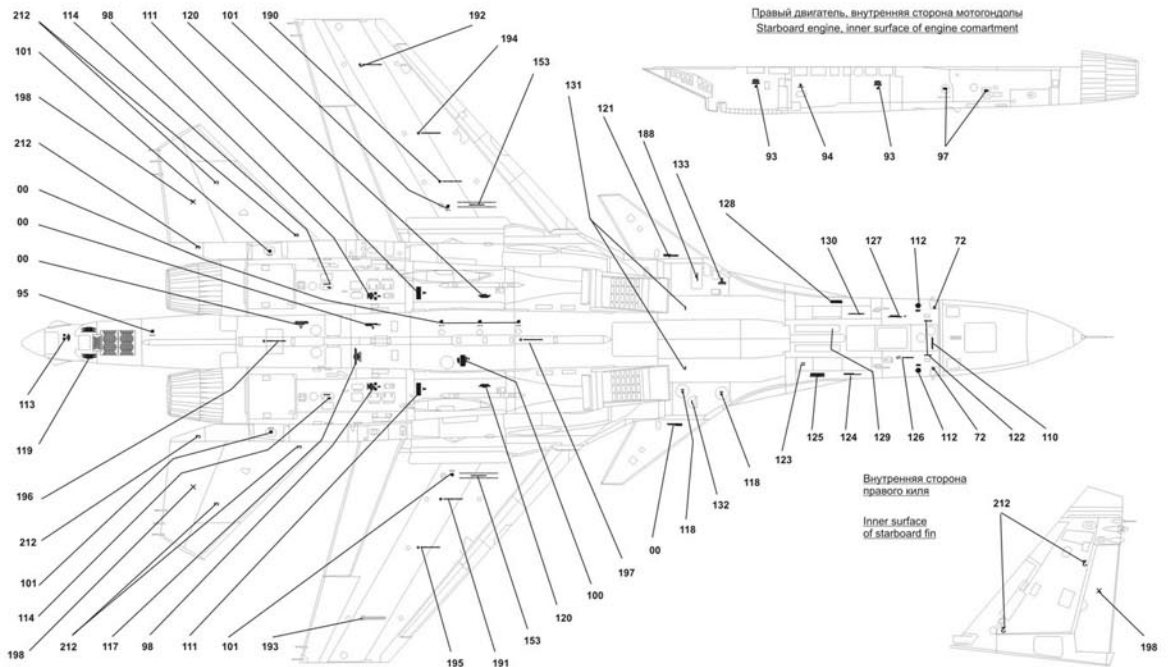 212 114 98 111 120 101 190 192
Правый двигатель, внутренняя сторона мотогондолы
Starboard engine, inner surface of engine comartment
101
194
198
153
131
121
188
133
212
93 94 93 97
128
130 127 112 72
00
00
00
95
113
119
123
125 124 129 126 112 72 122 110
196
132
118
118
Внутренняя сторона
правого киля
Inner surface
of starboard fin
212
212
00
197
101
100
114
120
198 212 117 98 111 101 193 195 191 153
198